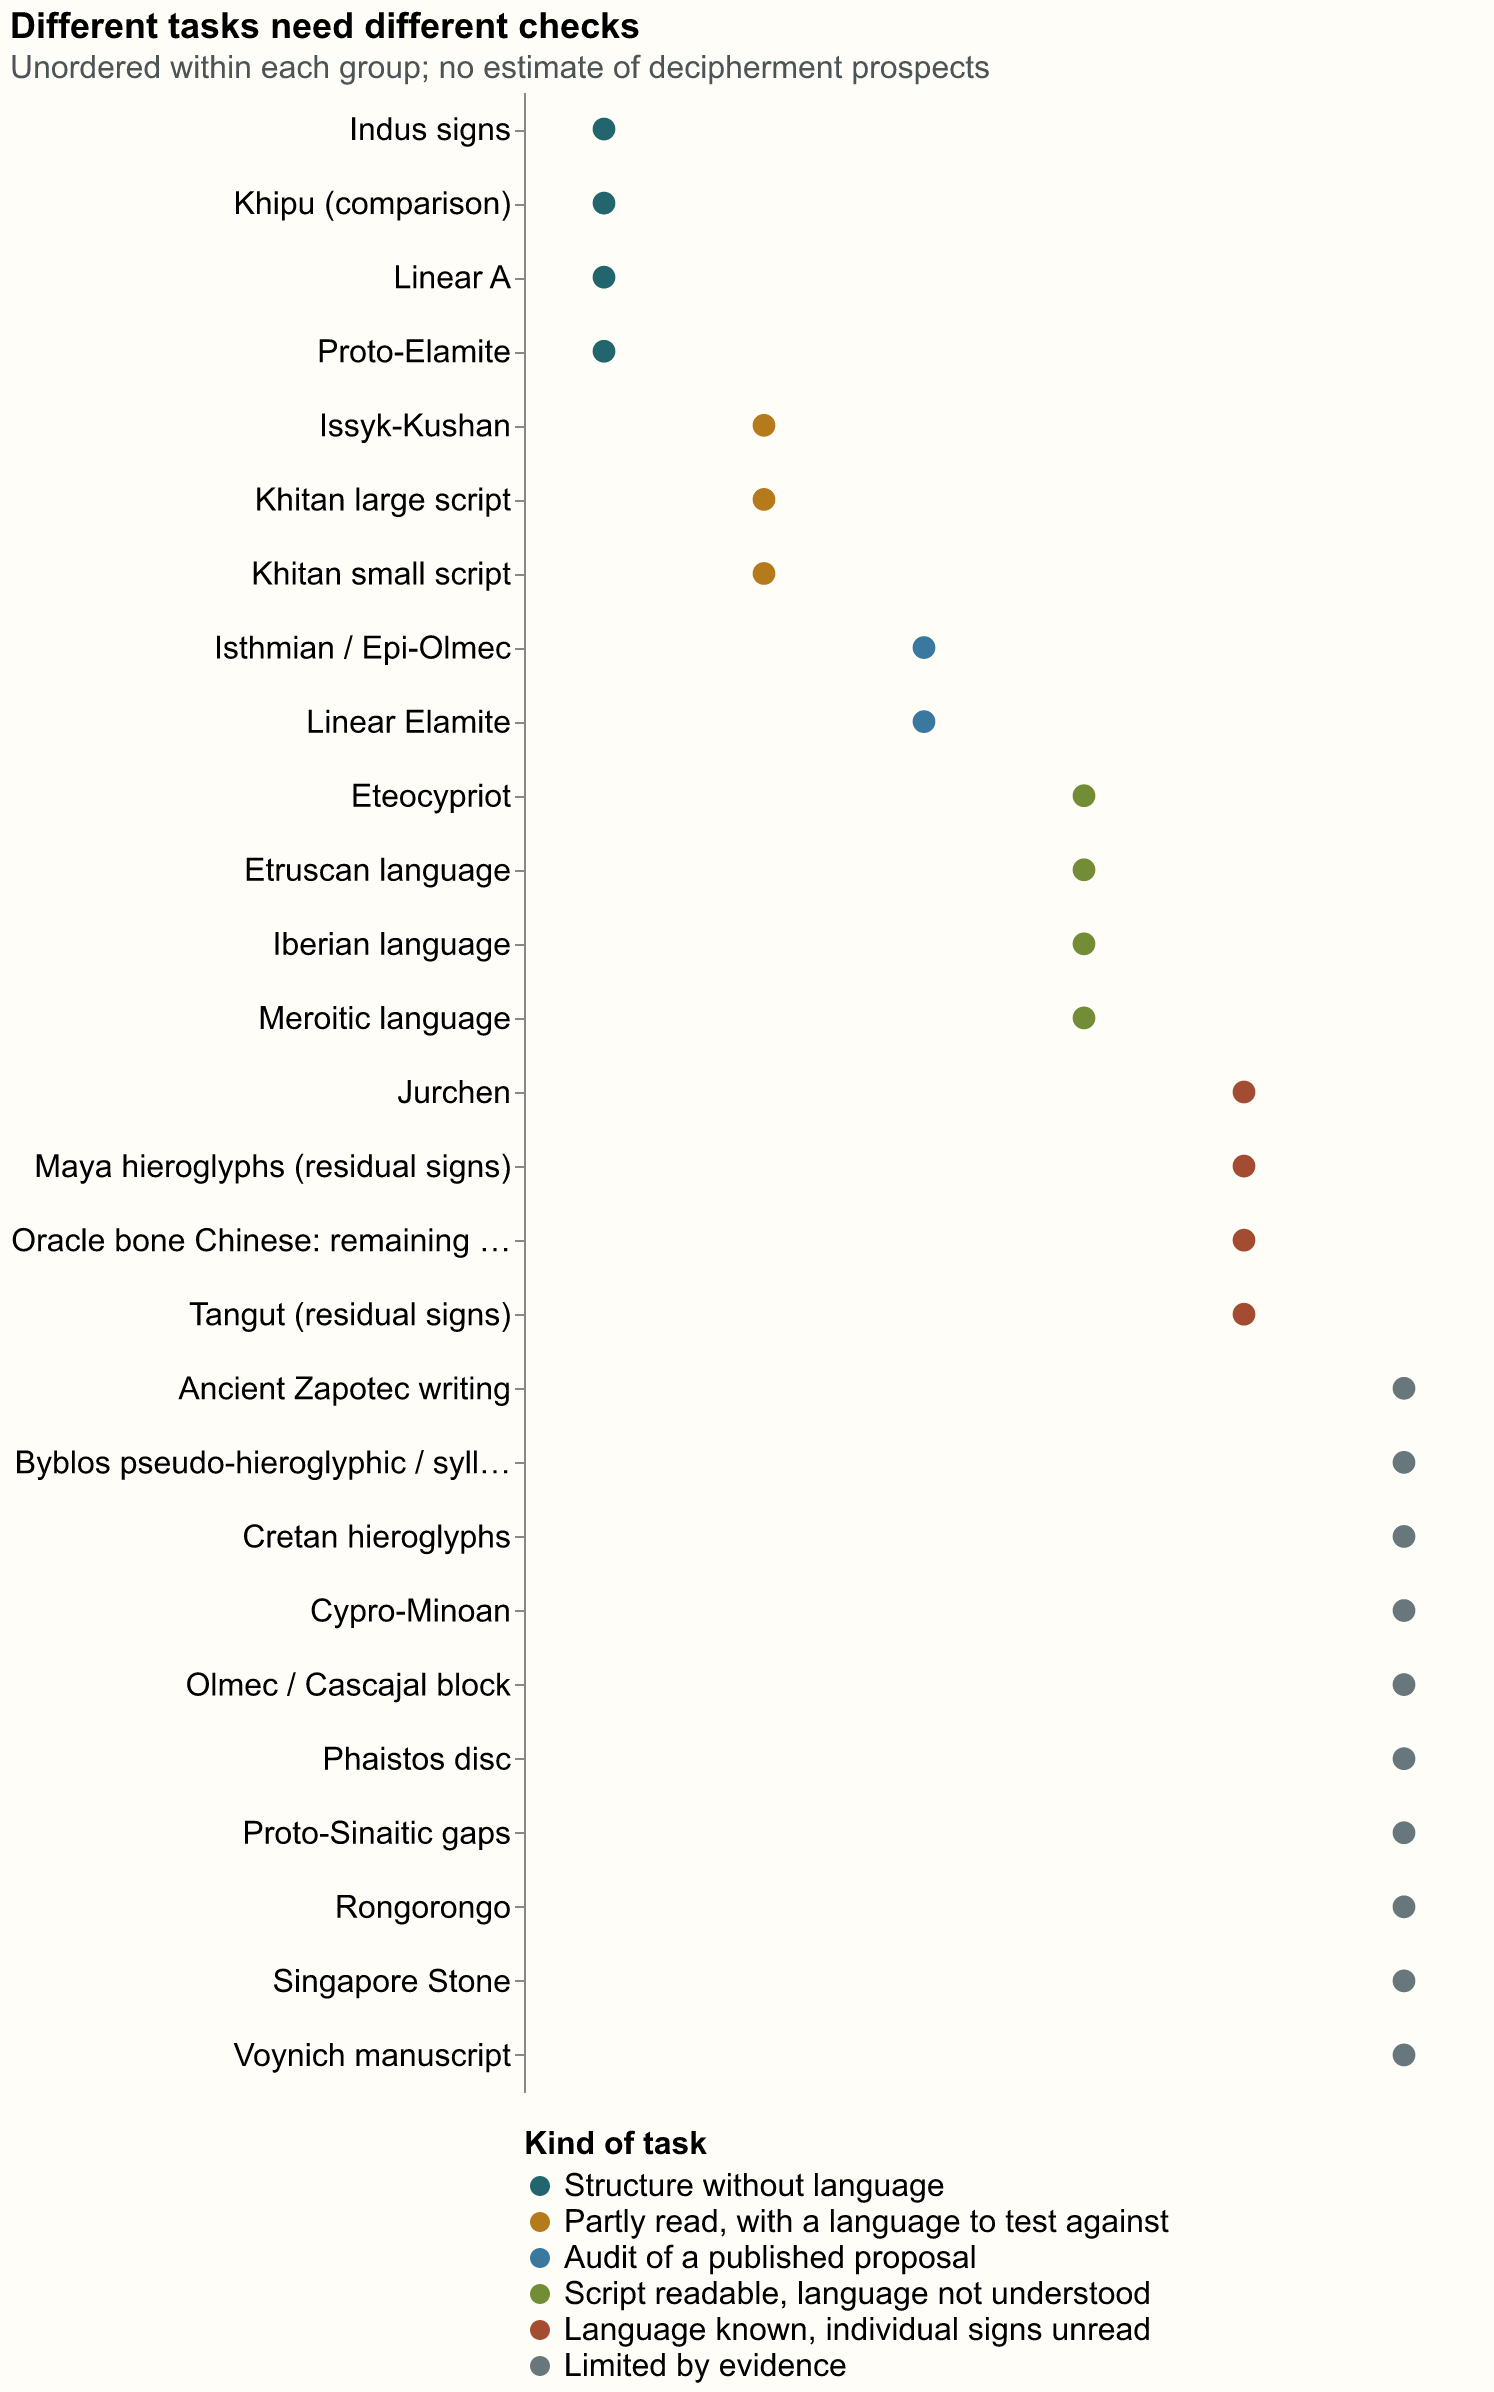 Different tasks need different checks
Unordered within each group; no estimate of decipherment prospects
Indus signs
Khipu (comparison)
Linear A
Proto-Elamite
Issyk-Kushan
Khitan large script
Khitan small script
Isthmian / Epi-Olmec
Linear Elamite
Eteocypriot
Etruscan language
Iberian language
Meroitic language
Jurchen
Maya hieroglyphs (residual signs)
Oracle bone Chinese: remaining …
Tangut (residual signs)
Ancient Zapotec writing
Byblos pseudo-hieroglyphic / syll…
Cretan hieroglyphs
Cypro-Minoan
Olmec / Cascajal block
Phaistos disc
Proto-Sinaitic gaps
Rongorongo
Singapore Stone
Voynich manuscript
Kind of task
Structure without language
Partly read, with a language to test against
Audit of a published proposal
Script readable, language not understood
Language known, individual signs unread
Limited by evidence